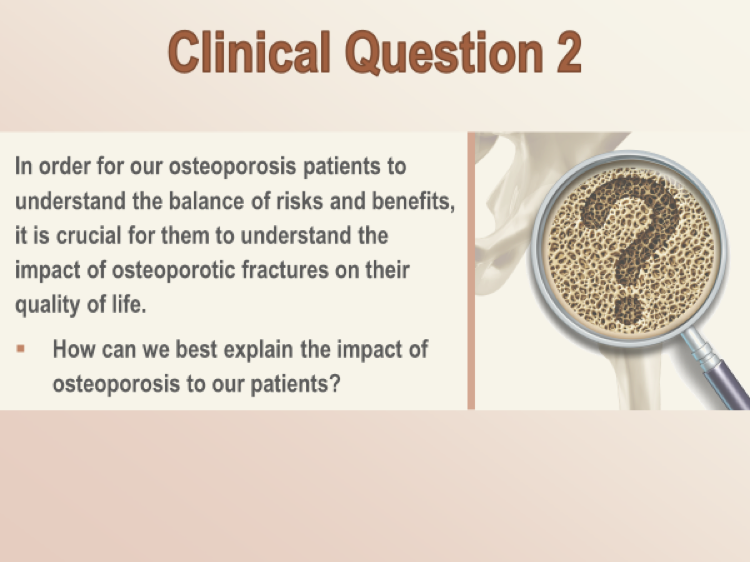 Clinical Question 2
In order for our osteoporosis patients to
understand the balance of risks and benefits,
it is crucial for them to understand the
impact of osteoporotic fractures on their
quality of life.
▪ How can we best explain the impact of
osteoporosis to our patients?
?